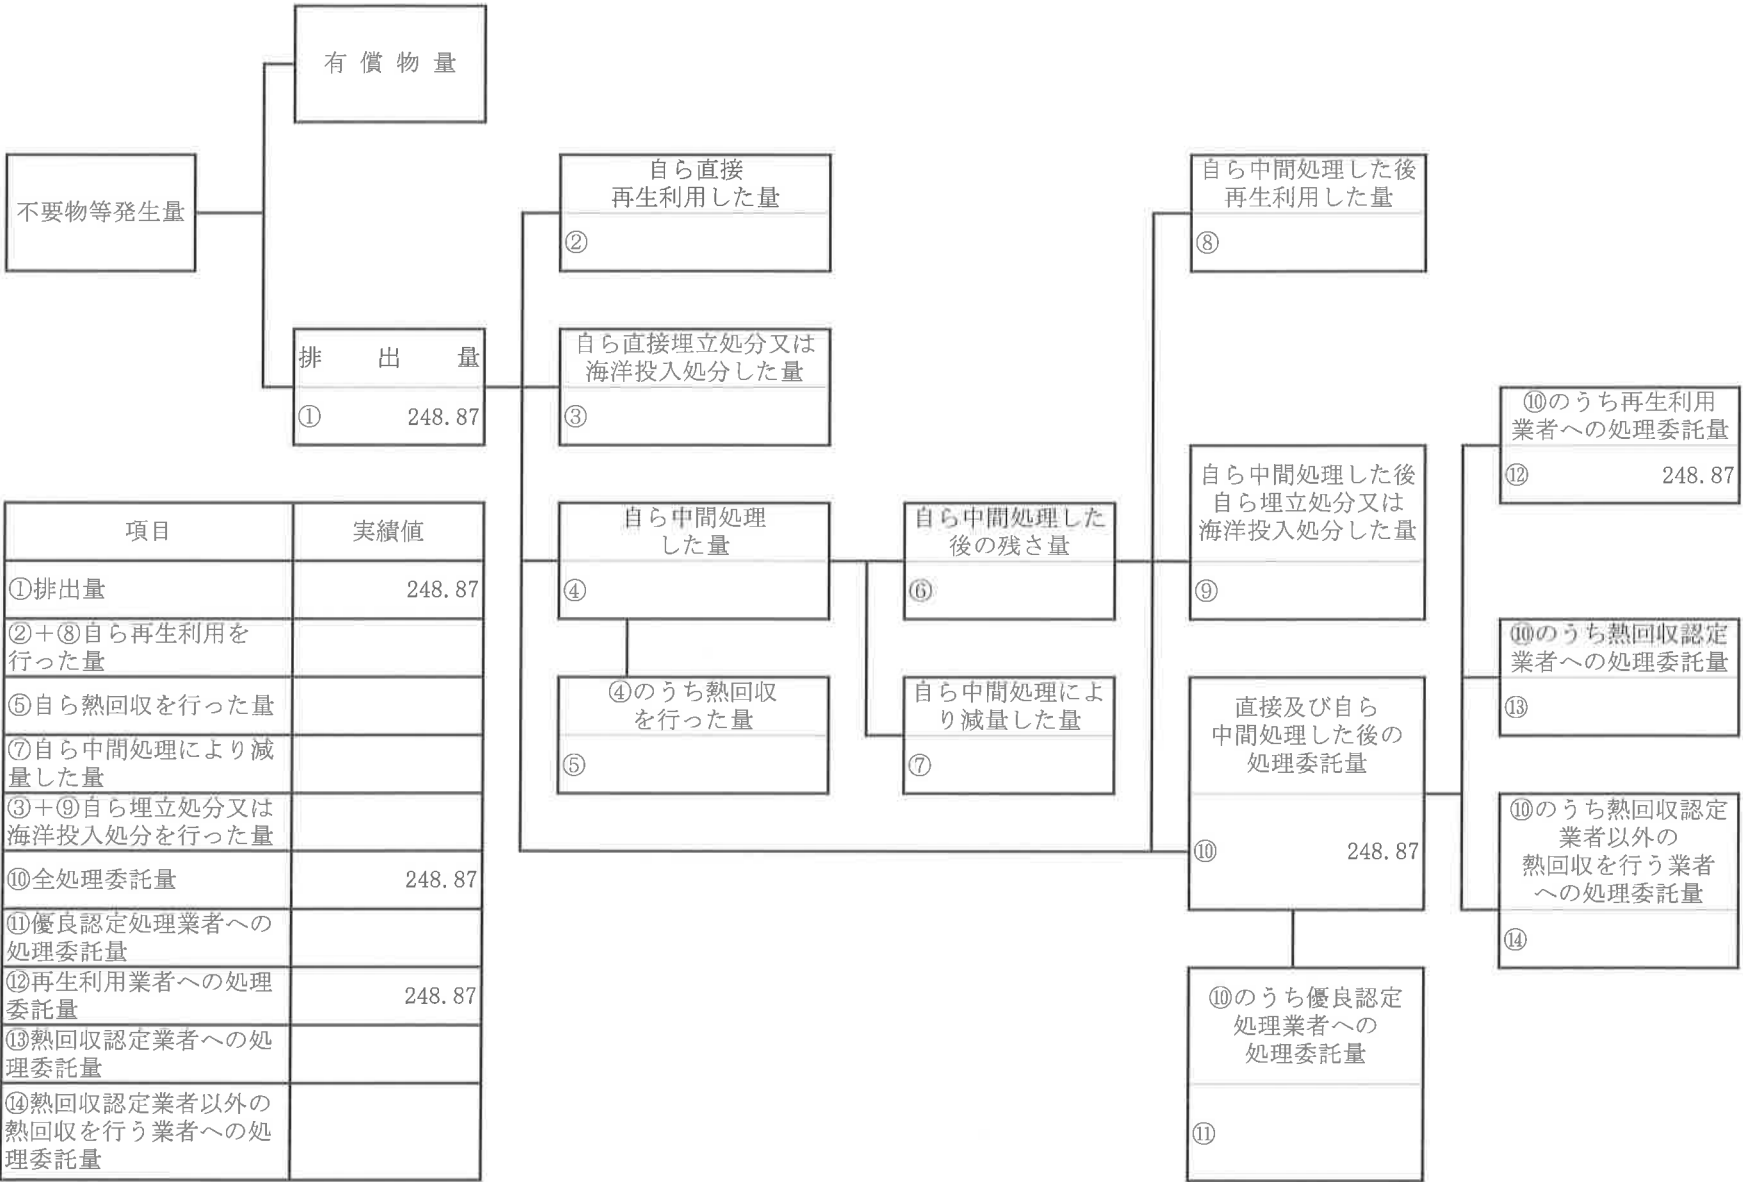 有償物量
不要物等発生量
排出量
① 248.87
自ら直接
再生利用した量
②
自ら直接埋立処分又は
海洋投入処分した量
③
自ら中間処理
した量
④
④のうち熱回収
を行った量
⑤
自ら中間処理した
後の残さ量
⑥
自ら中間処理によ
り減量した量
⑦
自ら中間処理した後
再生利用した量
⑧
自ら中間処理した後
自ら埋立処分又は
海洋投入処分した量
⑨
直接及び自ら
中間処理した後の
処理委託量
⑩ 248.87
⑩のうち優良認定
処理業者への
処理委託量
⑪
⑩のうち再生利用
業者への処理委託量
⑫ 248.87
⑩のうち熱回収認定
業者への処理委託量
⑬
⑩のうち熱回収認定
業者以外の
熱回収を行う業者
への処理委託量
⑭
項目 実績値
①排出量 248.87
②+⑧自ら再生利用を
行った量
⑤自ら熱回収を行った量
⑦自ら中間処理により減
量した量
③+⑨自ら埋立処分又は
海洋投入処分を行った量
⑩全処理委託量 248.87
⑪優良認定処理業者への
処理委託量
⑫再生利用業者への処理
委託量 248.87
⑬熱回収認定業者への処
理委託量
⑭熱回収認定業者以外の
熱回収を行う業者への処
理委託量